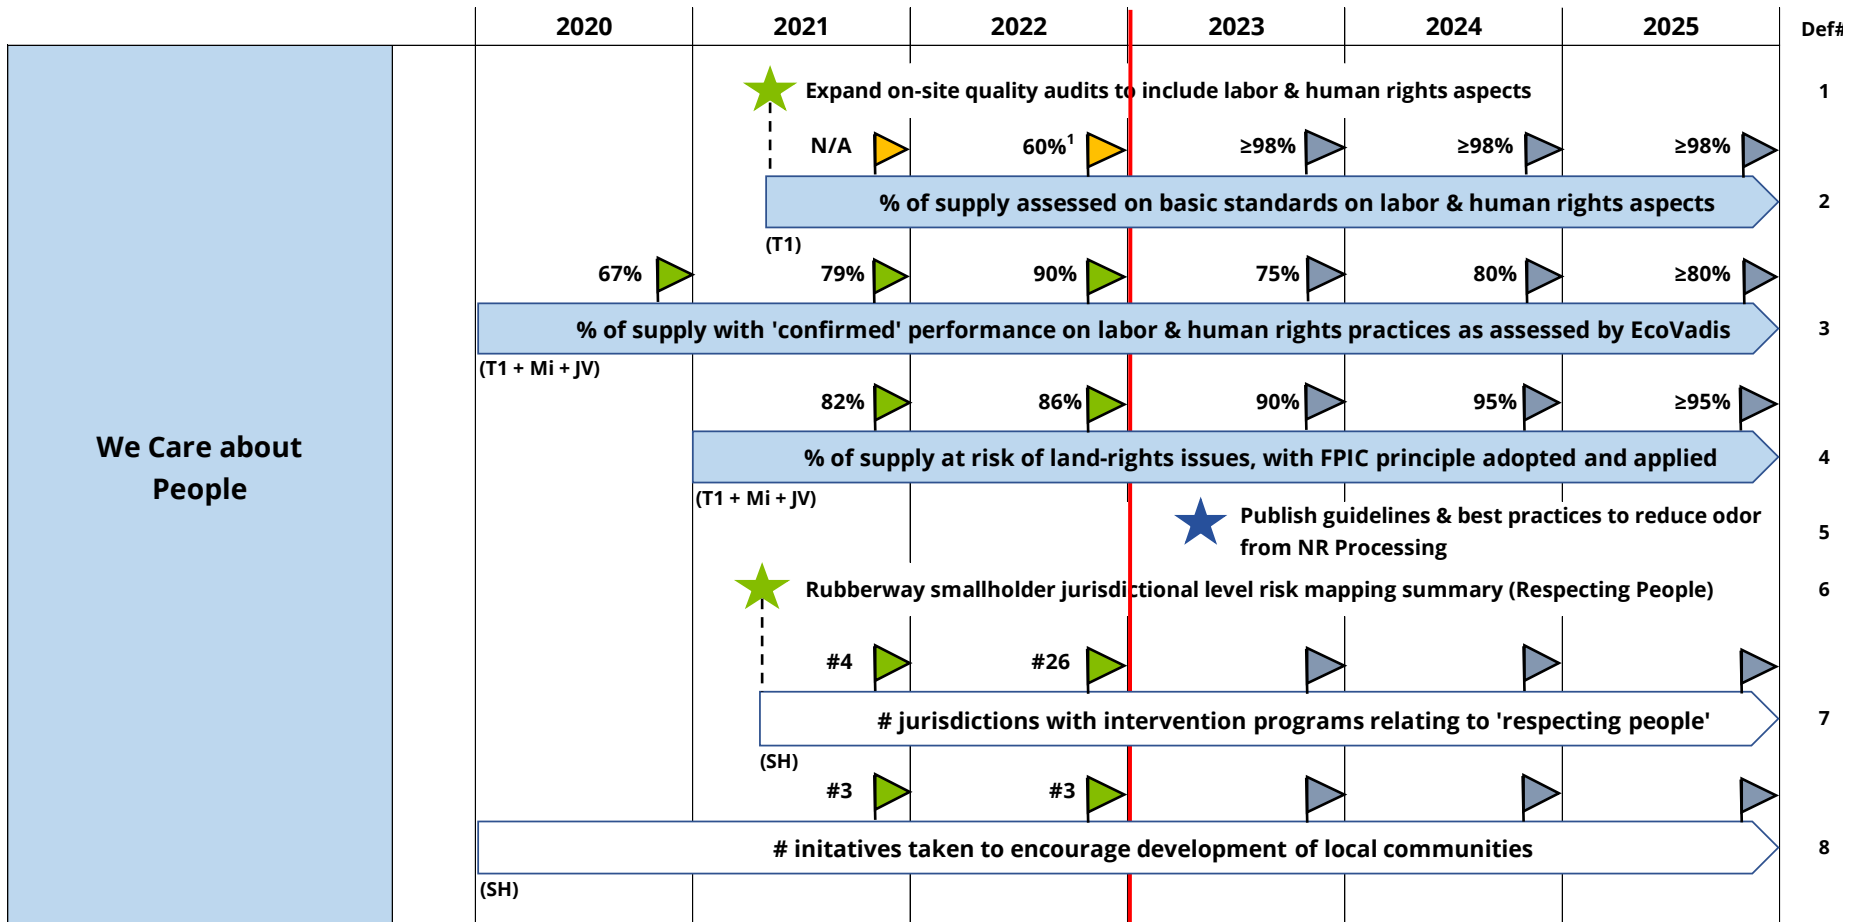 2020 2021 2022 2023 2024 2025 Def#
Expand on-site quality audits to include labor & human rights aspects 1
N/A 60%¹ ≥98% ≥98% ≥98%
% of supply assessed on basic standards on labor & human rights aspects 2
(T1)
67% 79% 90% 75% 80% ≥80%
% of supply with 'confirmed' performance on labor & human rights practices as assessed by EcoVadis 3
(T1 + Mi + JV)
82% 86% 90% 95% ≥95%
We Care about
People
% of supply at risk of land-rights issues, with FPIC principle adopted and applied 4
(T1 + Mi + JV)
Publish guidelines & best practices to reduce odor
from NR Processing
5
Rubberway smallholder jurisdictional level risk mapping summary (Respecting People) 6
#4 #26
# jurisdictions with intervention programs relating to 'respecting people' 7
(SH)
#3 #3
# initatives taken to encourage development of local communities 8
(SH)